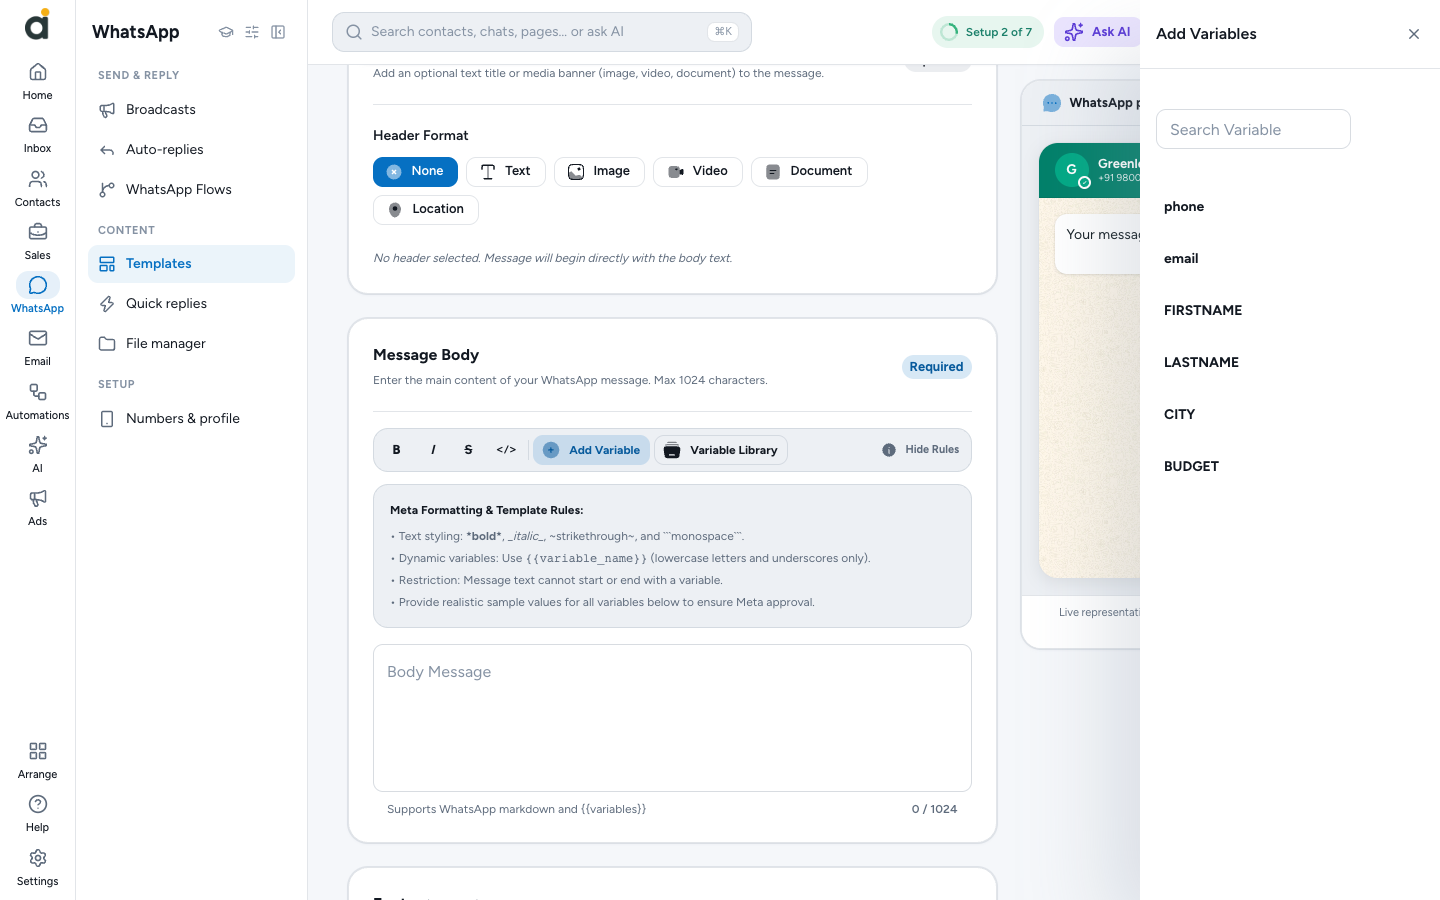 Home
Inbox
Contacts
Sales
WhatsApp
Email
Automations
AI
Ads
Arrange
Help
Settings
WhatsApp
SEND & REPLY
Broadcasts
Auto-replies
WhatsApp Flows
CONTENT
Templates
Quick replies
File manager
SETUP
Numbers & profile
Search contacts, chats, pages... or ask AI
⌘K
Setup 2 of 7
Ask AI
Add an optional text title or media banner (image, video, document) to the message.
Header Format
None
Text
Image
Video
Document
Location
No header selected. Message will begin directly with the body text.
Message Body
Enter the main content of your WhatsApp message. Max 1024 characters.
Required
B
I
S
</>
Add Variable
Variable Library
Hide Rules
Meta Formatting & Template Rules:
• Text styling: *bold*, _italic_, ~strikethrough~, and ```monospace```.
• Dynamic variables: Use {{variable_name}} (lowercase letters and underscores only).
• Restriction: Message text cannot start or end with a variable.
• Provide realistic sample values for all variables below to ensure Meta approval.
Body Message
Supports WhatsApp markdown and {{variables}}
0 / 1024
WhatsApp
G
+91 9800
Your
Live
Add Variables
Search Variable
phone
email
FIRSTNAME
LASTNAME
CITY
BUDGET